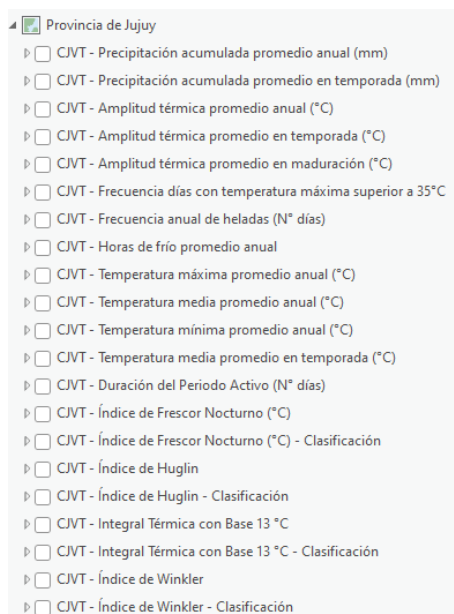 Provincia de Jujuy
CJVT - Precipitación acumulada promedio anual (mm)
CJVT - Precipitación acumulada promedio en temporada (mm)
CJVT - Amplitud térmica promedio anual (°C)
CJVT - Amplitud térmica promedio en temporada (°C)
CJVT - Amplitud térmica promedio en maduración (°C)
CJVT - Frecuencia días con temperatura máxima superior a 35°C
CJVT - Frecuencia anual de heladas (N° días)
CJVT - Horas de frío promedio anual
CJVT - Temperatura máxima promedio anual (°C)
CJVT - Temperatura media promedio anual (°C)
CJVT - Temperatura mínima promedio anual (°C)
CJVT - Temperatura media promedio en temporada (°C)
CJVT - Duración del Periodo Activo (N° días)
CJVT - Índice de Frescor Nocturno (°C)
CJVT - Índice de Frescor Nocturno (°C) - Clasificación
CJVT - Índice de Huglin
CJVT - Índice de Huglin - Clasificación
CJVT - Integral Térmica con Base 13 °C
CJVT - Integral Térmica con Base 13 °C - Clasificación
CJVT - Índice de Winkler
CJVT - Índice de Winkler - Clasificación